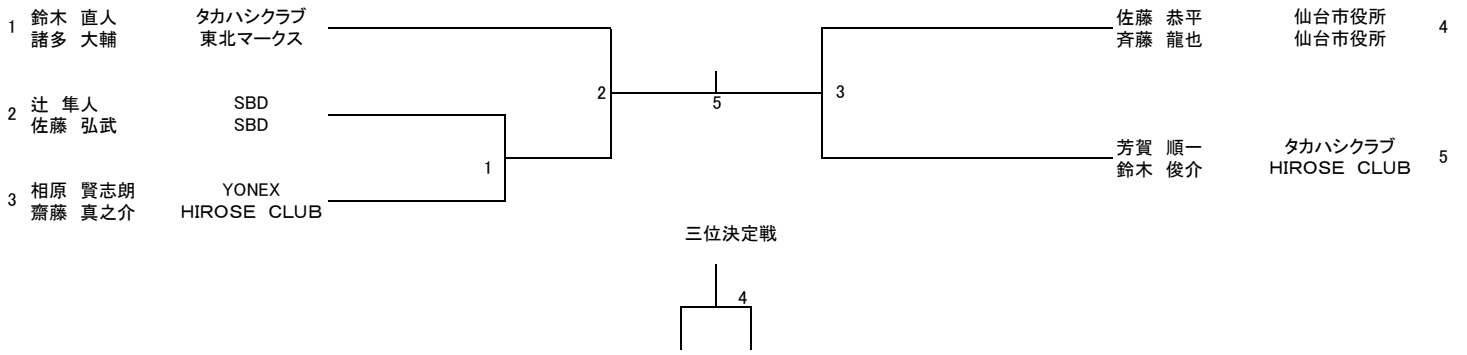 1 鈴木 直人 タカハシクラブ
諸多 大輔 東北マークス
2 辻 隼人 SBD
佐藤 弘武 SBD
3 相原 賢志朗 YONEX
齋藤 真之介 HIROSE CLUB
1
2
5
3
佐藤 恭平 仙台市役所 4
斉藤 龍也 仙台市役所
芳賀 順一 タカハシクラブ 5
鈴木 俊介 HIROSE CLUB
三位決定戦
4